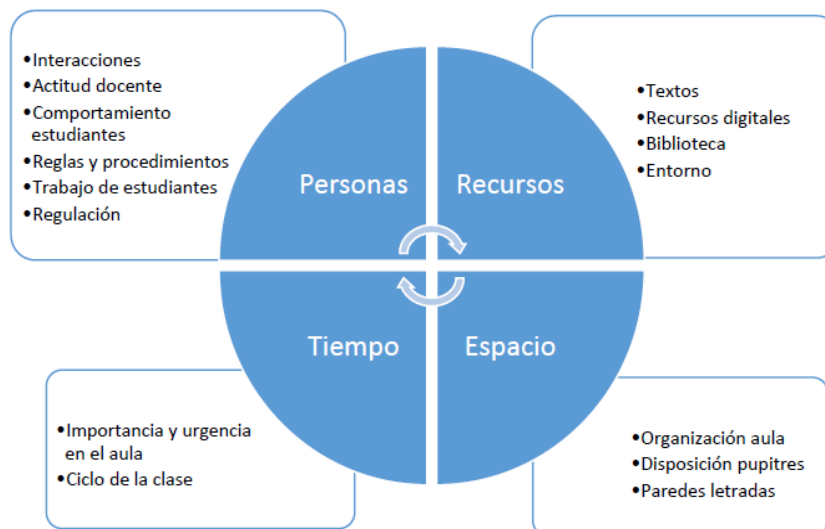 •Interacciones
•Actitud docente
•Comportamiento
estudiantes
•Reglas y procedimientos
•Trabajo de estudiantes
•Regulación
Personas
Recursos
•Textos
•Recursos digitales
•Biblioteca
•Entorno
Tiempo
Espacio
•Importancia y urgencia
en el aula
•Ciclo de la clase
•Organización aula
•Disposición pupitres
•Paredes letradas